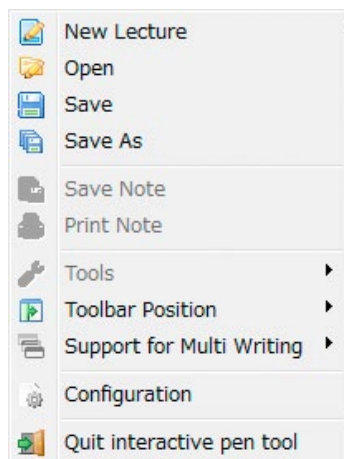 New Lecture
Open
Save
Save As
Save Note
Print Note
Tools
Toolbar Position
Support for Multi Writing
Configuration
Quit interactive pen tool